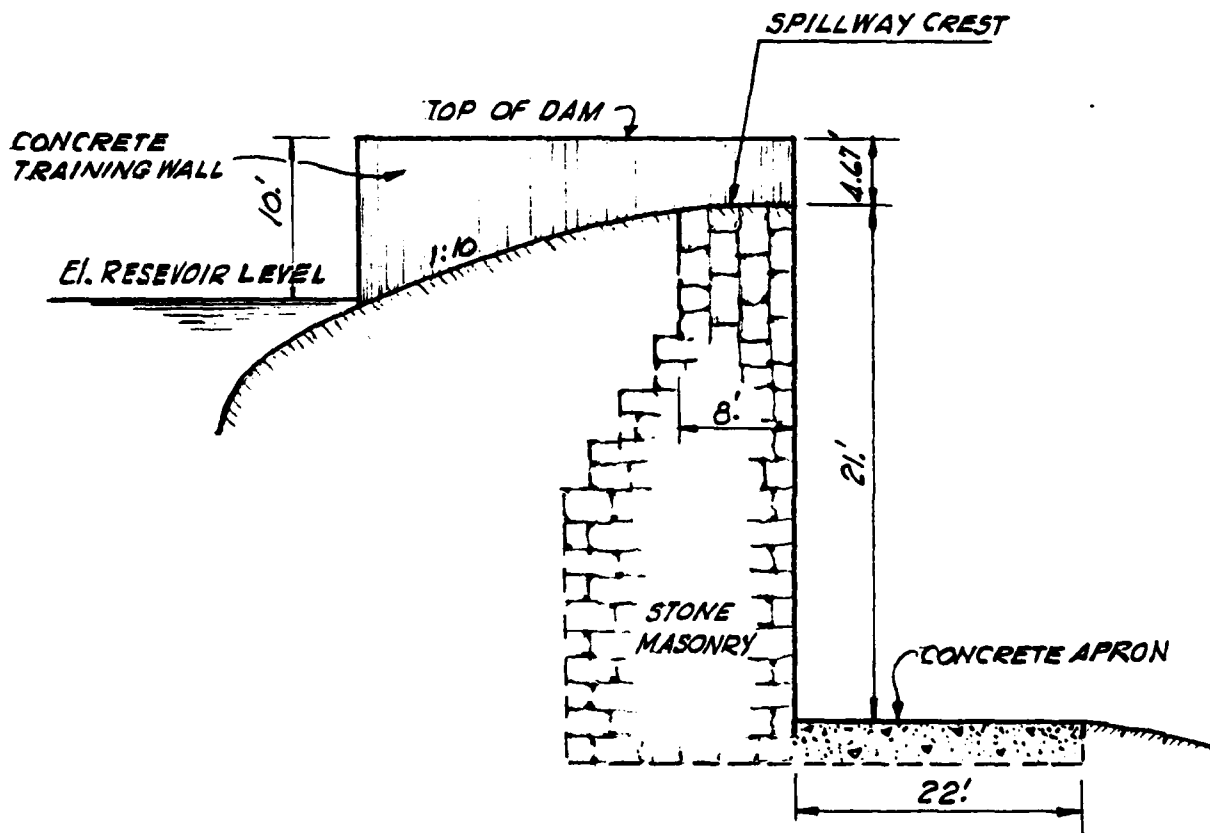 SPILLWAY CREST
TOP OF DAM
CONCRETE
TRAINING WALL
10.'
4.67'
1:10
El. RESEVOIR LEVEL
8.'
21.'
STONE
MASONRY
CONCRETE APRON
22.'